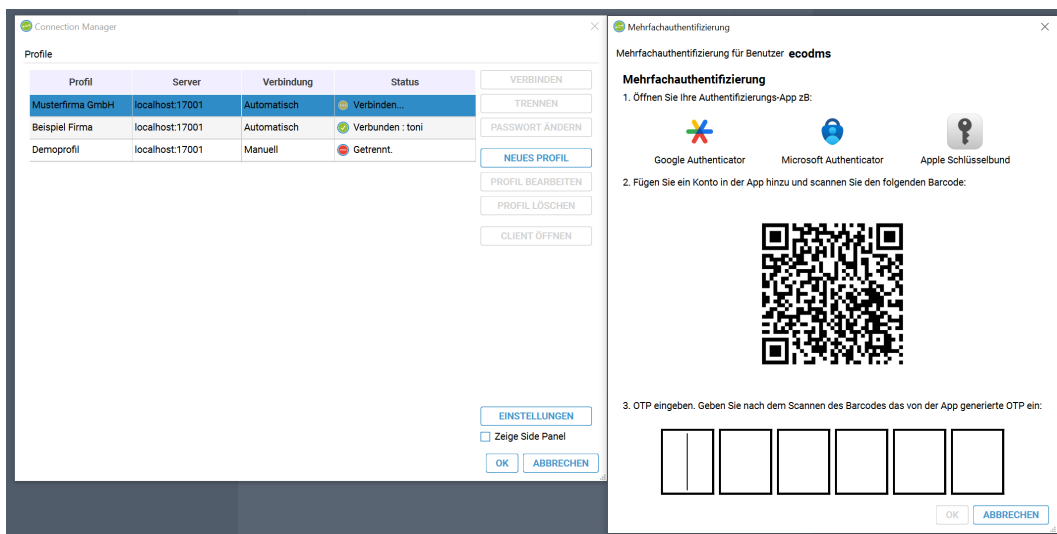 Connection Manager
Profile
Profil Server Verbindung Status
Musterfirma GmbH localhost:17001 Automatisch Verbinden...
Beispiel Firma localhost:17001 Automatisch Verbunden : toni
Demoprofil localhost:17001 Manuell Getrennt.
VERBINDEN
TRENNEN
PASSWORT ÄNDERN
NEUES PROFIL
PROFIL BEARBEITEN
PROFIL LÖSCHEN
CLIENT ÖFFNEN
EINSTELLUNGEN
Zeige Side Panel
OK ABBRECHEN
Mehrfachauthentifizierung
Mehrfachauthentifizierung für Benutzer ecodms
Mehrfachauthentifizierung
1. Öffnen Sie Ihre Authentifizierungs-App zB:
Google Authenticator Microsoft Authenticator Apple Schlüsselbund
2. Fügen Sie ein Konto in der App hinzu und scannen Sie den folgenden Barcode:
3. OTP eingeben. Geben Sie nach dem Scannen des Barcodes das von der App generierte OTP ein:
OK ABBRECHEN